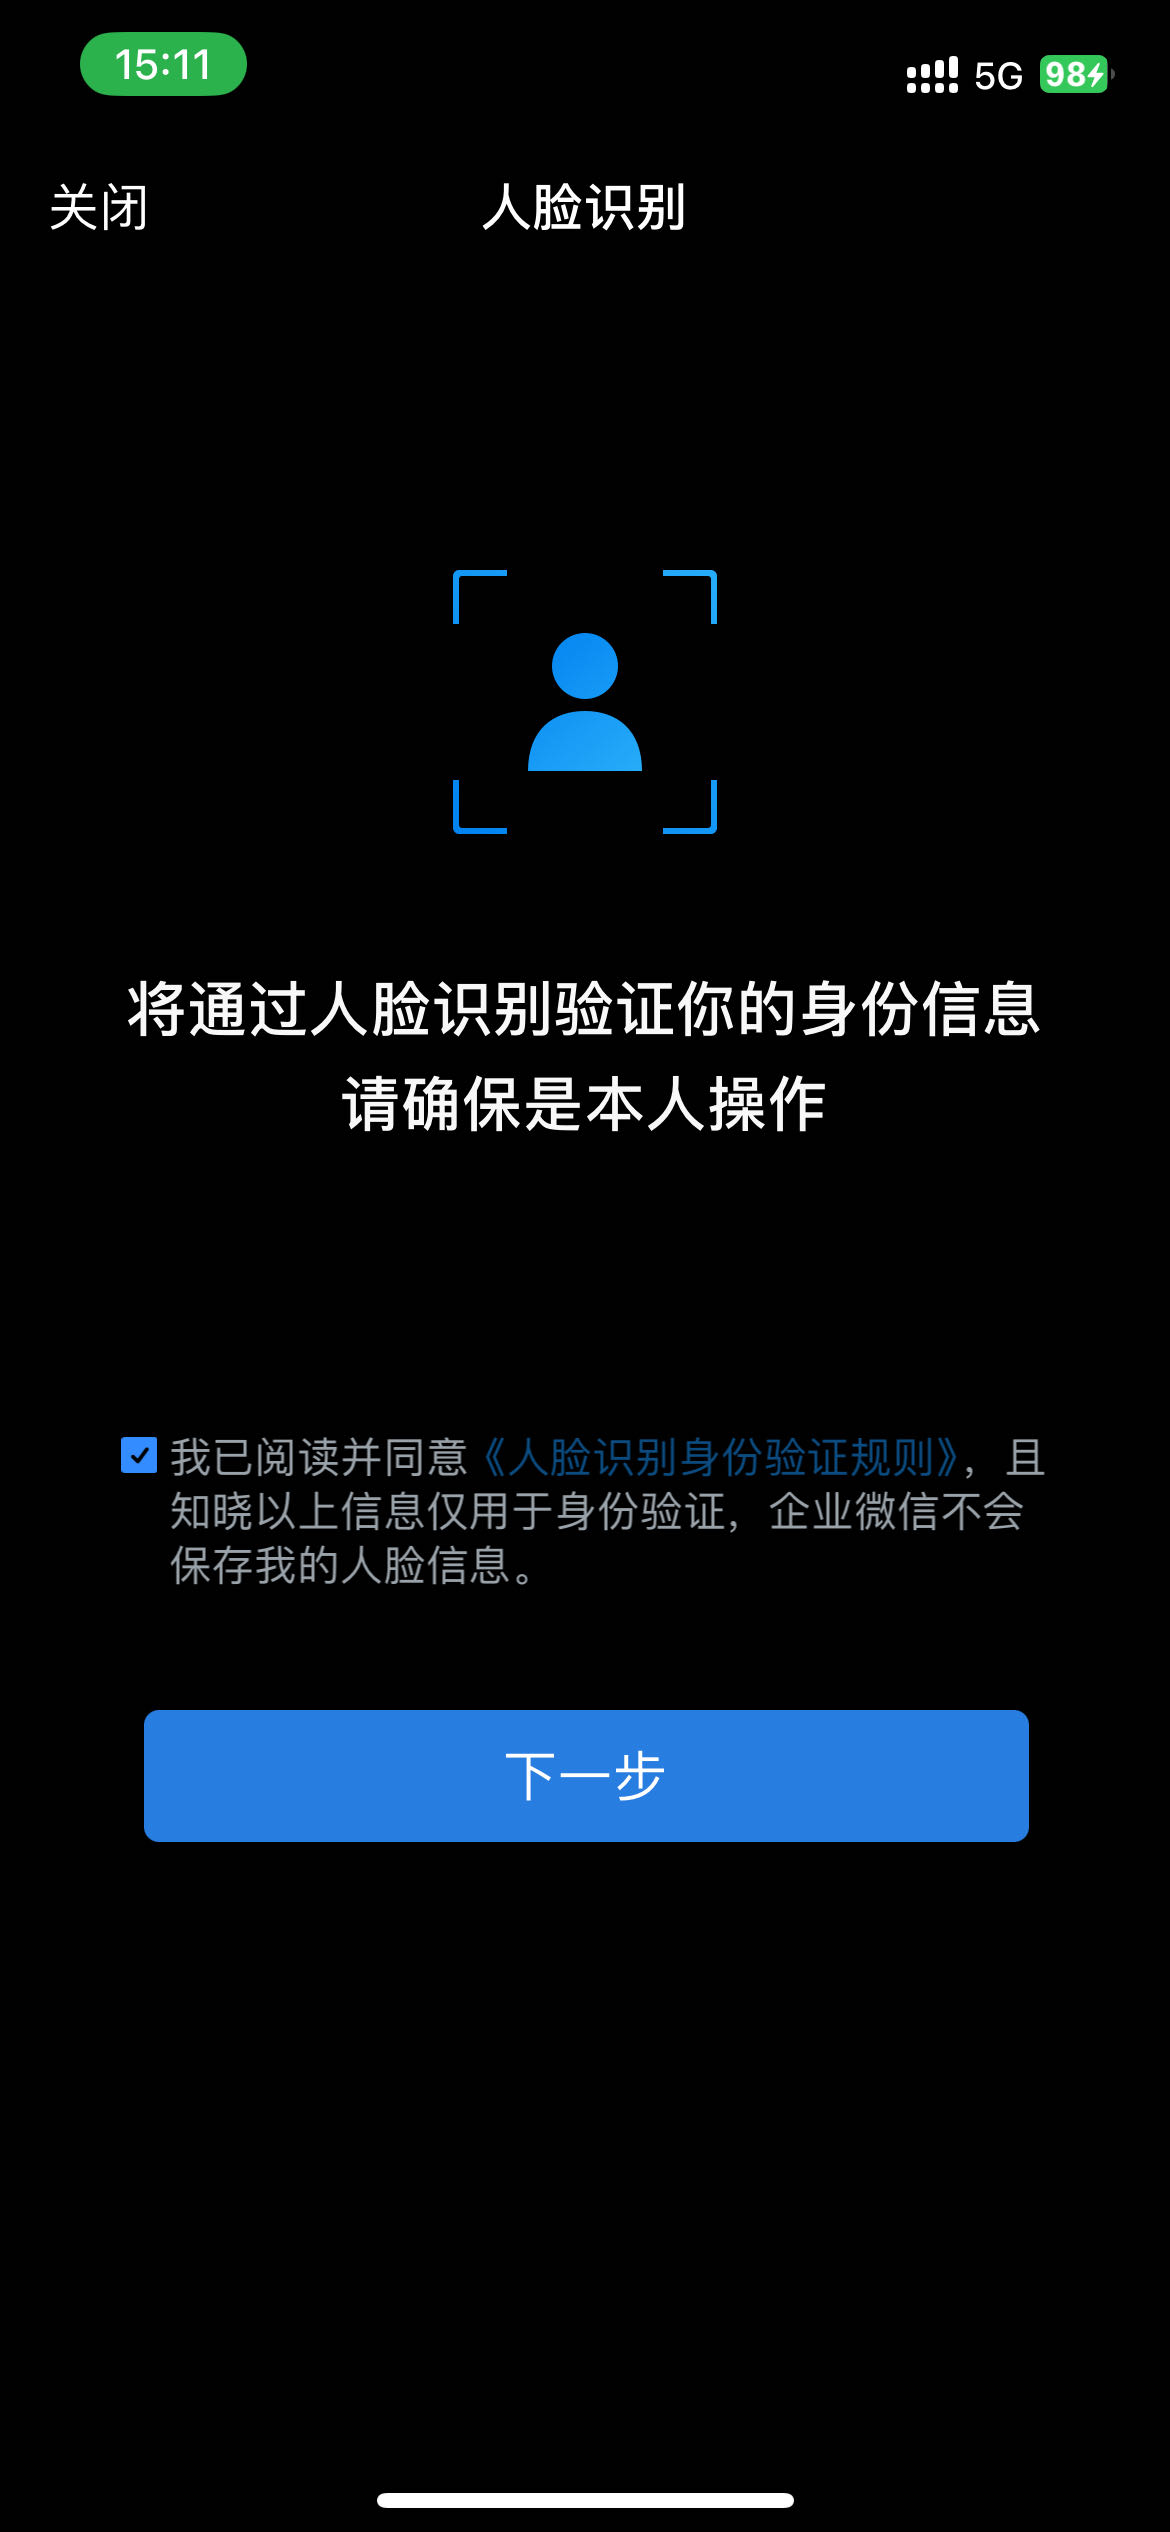 15:11
5G
98
关闭
人脸识别
将通过人脸识别验证你的身份信息
请确保是本人操作
我已阅读并同意《人脸识别身份验证规则》，且
知晓以上信息仅用于身份验证，企业微信不会
保存我的人脸信息。
下一步